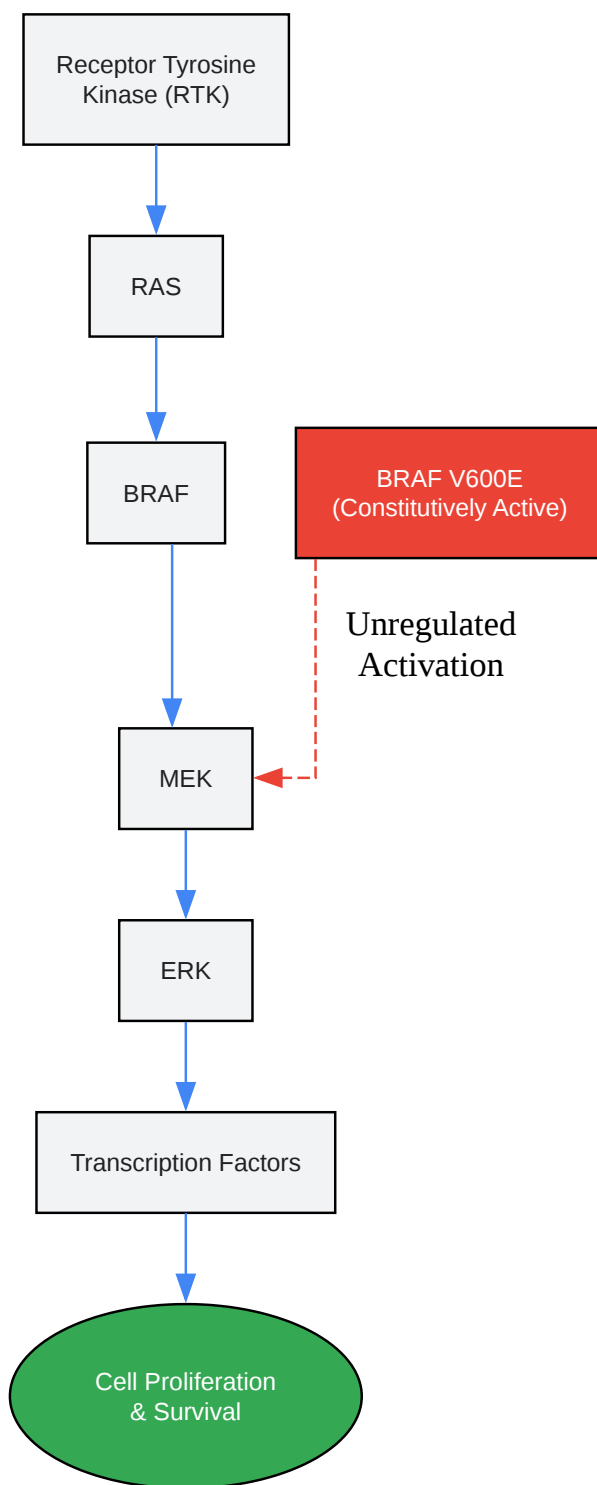 Receptor Tyrosine
Kinase (RTK)
RAS
BRAF
BRAF V600E
(Constitutively Active)
Unregulated
Activation
MEK
ERK
Transcription Factors
Cell Proliferation
& Survival